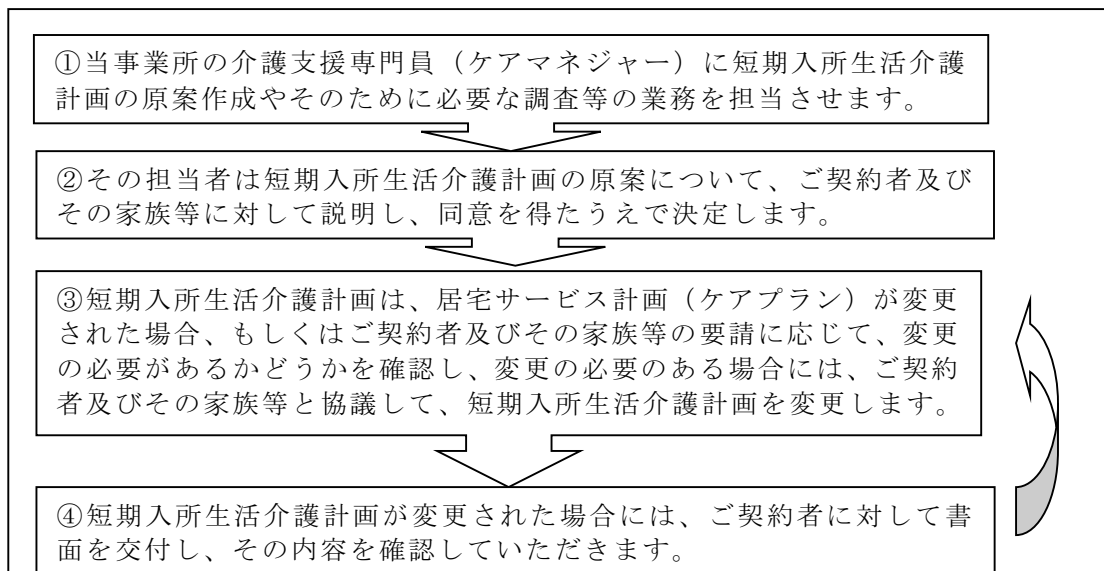 ①当事業所の介護支援専門員（ケアマネジャー）に短期入所生活介護
計画の原案作成やそのために必要な調査等の業務を担当させます。
②その担当者は短期入所生活介護計画の原案について、ご契約者及び
その家族等に対して説明し、同意を得たうえで決定します。
③短期入所生活介護計画は、居宅サービス計画（ケアプラン）が変更
された場合、もしくはご契約者及びその家族等の要請に応じて、変更
の必要があるかどうかを確認し、変更の必要のある場合には、ご契約
者及びその家族等と協議して、短期入所生活介護計画を変更します。
④短期入所生活介護計画が変更された場合には、ご契約者に対して書
面を交付し、その内容を確認していただきます。